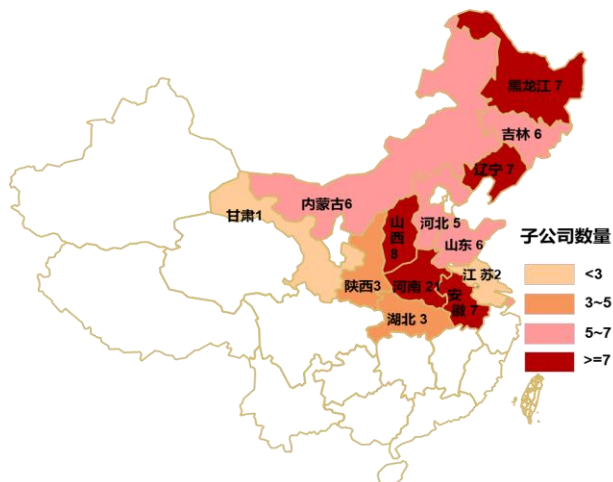 黑龙江 7
吉林 6
辽宁 7
内蒙古6
甘肃1
山
西
8
河北 5
山东 6
子公司数量
江 苏2
<3
陕西3
河南 21
安
徽 7
3~5
湖北 3
5~7
>=7